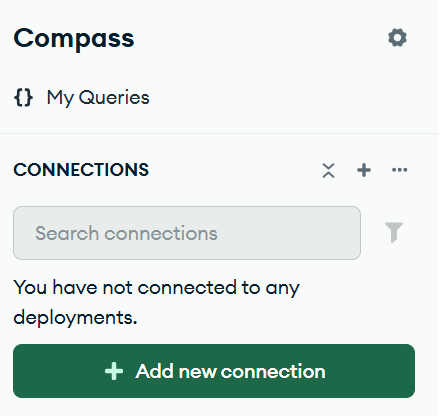 Compass
{} My Queries
CONNECTIONS
Search connections
You have not connected to any
deployments.
Add new connection